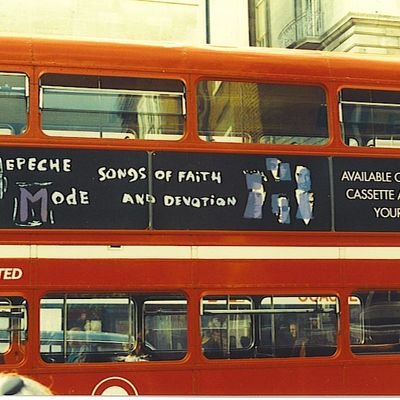 EPECHE
MODE
SONGS OF FAITH
AND DEVOTION
AVAILABLE
CASSETTE A
YOUR
TED